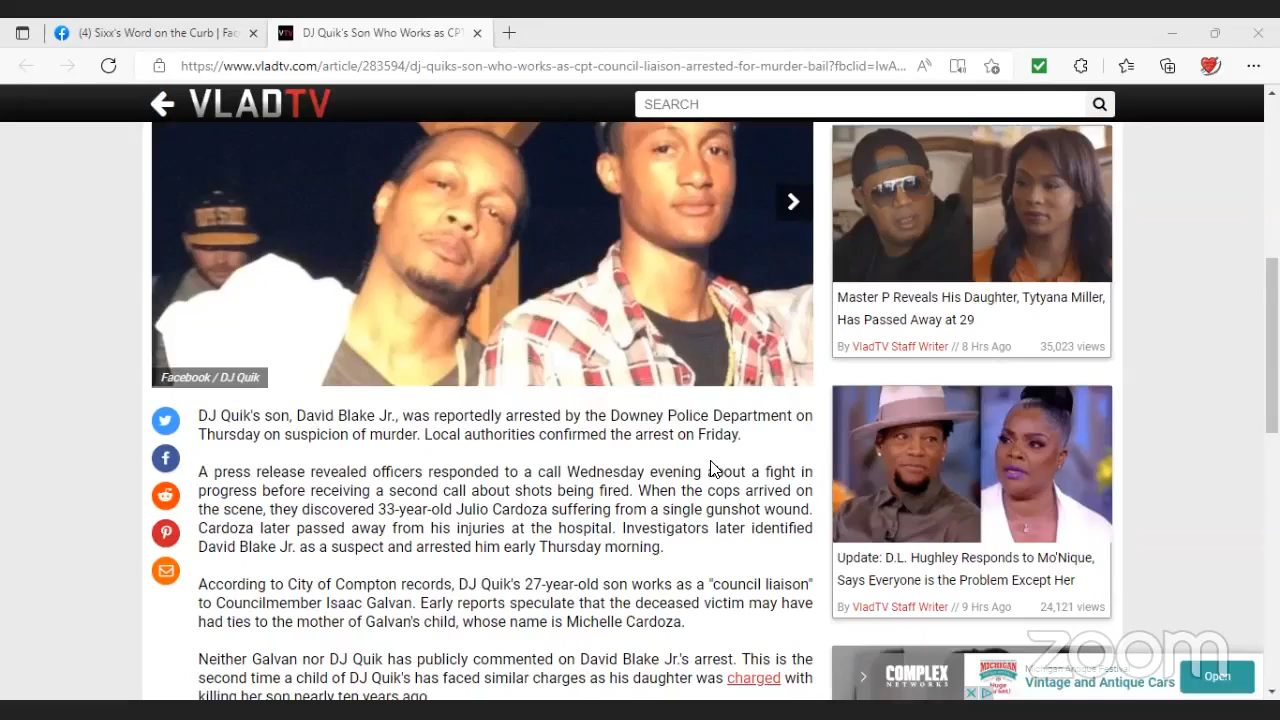 (4) Sixx's Word on the Curb | Fac
DJ Quik's Son Who Works as CPT
https://www.vladtv.com/article/283594/dj-quiks-son-who-works-as-cpt-council-liaison-arrested-for-murder-bail?fbclid=IwA...
VLADTV
SEARCH
Facebook / DJ Quik
DJ Quik's son, David Blake Jr., was reportedly arrested by the Downey Police Department on
Thursday on suspicion of murder. Local authorities confirmed the arrest on Friday.
A press release revealed officers responded to a call Wednesday evening about a fight in
progress before receiving a second call about shots being fired. When the cops arrived on
the scene, they discovered 33-year-old Julio Cardoza suffering from a single gunshot wound.
Cardoza later passed away from his injuries at the hospital. Investigators later identified
David Blake Jr. as a suspect and arrested him early Thursday morning.
According to City of Compton records, DJ Quik's 27-year-old son works as a "council liaison"
to Councilmember Isaac Galvan. Early reports speculate that the deceased victim may have
had ties to the mother of Galvan's child, whose name is Michelle Cardoza.
Neither Galvan nor DJ Quik has publicly commented on David Blake Jr.'s arrest. This is the
second time a child of DJ Quik's has faced similar charges as his daughter was charged with
killing her son nearly ten years ago.
Master P Reveals His Daughter, Tytyana Miller,
Has Passed Away at 29
By VladTV Staff Writer // 8 Hrs Ago 35,023 views
Update: D.L. Hughley Responds to Mo'Nique,
Says Everyone is the Problem Except Her
By VladTV Staff Writer // 9 Hrs Ago 24,121 views
COMPLEX
NETWORKS
MICHIGAN
Huge
Michigan Antique Festival
Vintage and Antique Cars
Open
zoom